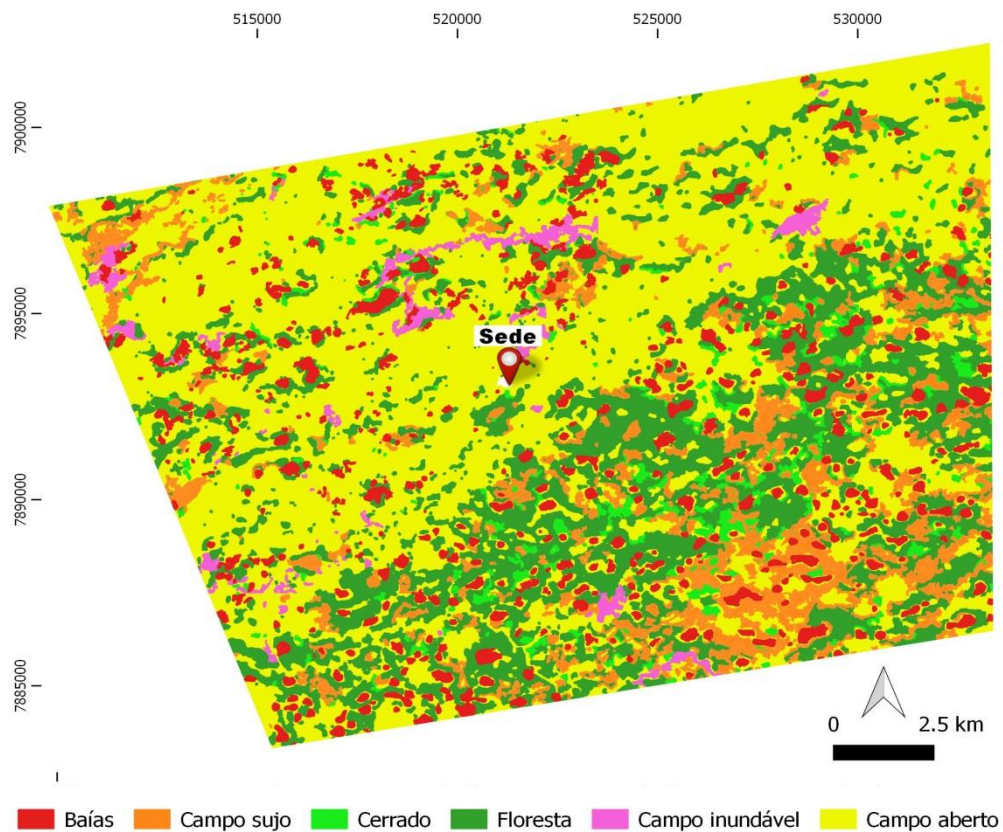 515000 520000 525000 530000
7900000
7895000
7890000
7885000
Sede
0 2.5 km
Baías Campo sujo Cerrado Floresta Campo inundável Campo aberto